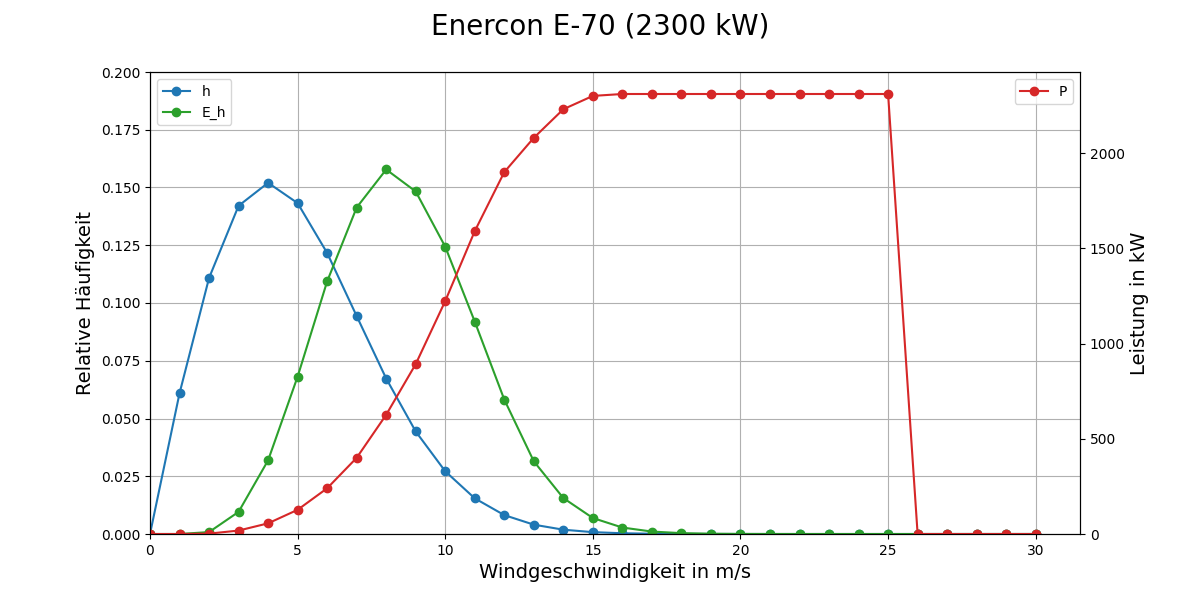 Enercon E-70 (2300 kW)
h
E_h
P
0.200
0.175
0.150
0.125
0.100
0.075
0.050
0.025
0.000
Relative Häufigkeit
2000
1500
1000
500
0
Leistung in kW
0 5 10 15 20 25 30
Windgeschwindigkeit in m/s